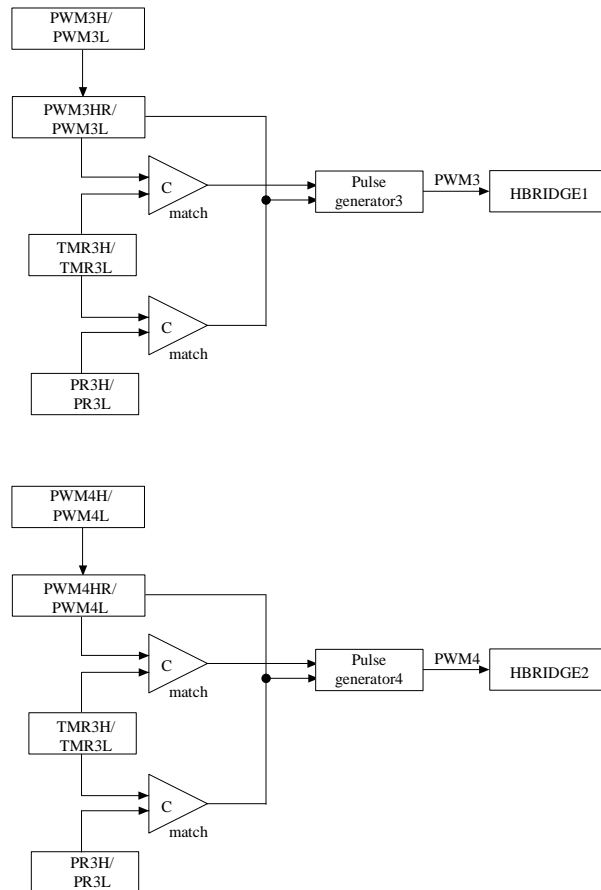 PWM3H/
PWM3L
PWM3HR/
PWM3L
C
match
Pulse
generator3
PWM3
HBRIDGE1
TMR3H/
TMR3L
C
match
PR3H/
PR3L
PWM4H/
PWM4L
PWM4HR/
PWM4L
C
match
Pulse
generator4
PWM4
HBRIDGE2
TMR3H/
TMR3L
C
match
PR3H/
PR3L